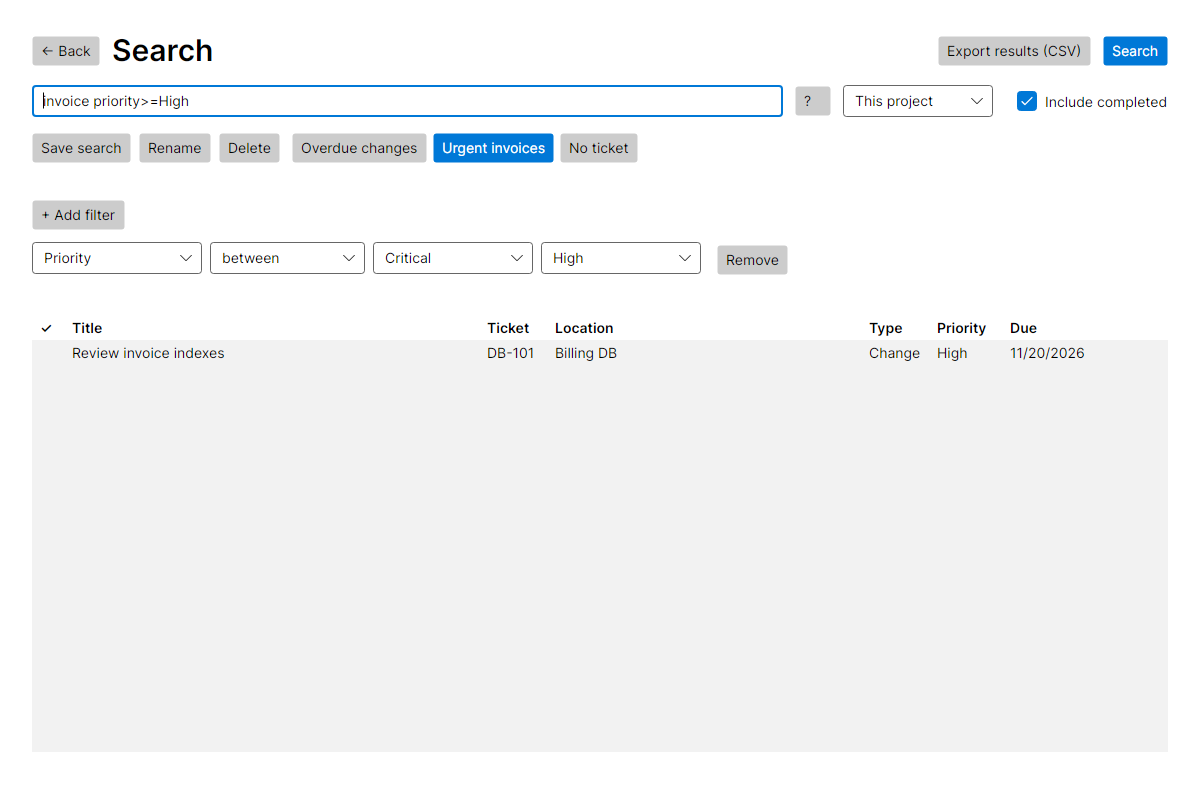 ← Back Search Export results (CSV) Search
invoice priority>=High ? This project Include completed
Save search Rename Delete Overdue changes Urgent invoices No ticket
+ Add filter
Priority between Critical High Remove
✓ Title Ticket Location Type Priority Due
Review invoice indexes DB-101 Billing DB Change High 11/20/2026